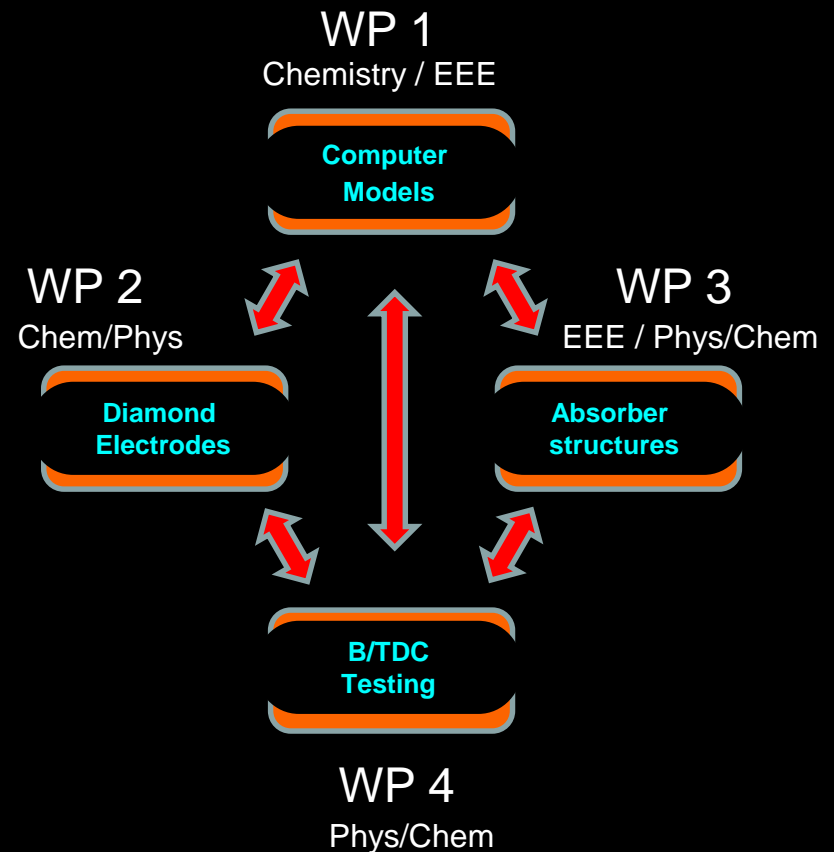 WP 1
Chemistry / EEE
Computer
Models
WP 2
Chem/Phys
Diamond
Electrodes
WP 3
EEE / Phys/Chem
Absorber
structures
B/TDC
Testing
WP 4
Phys/Chem